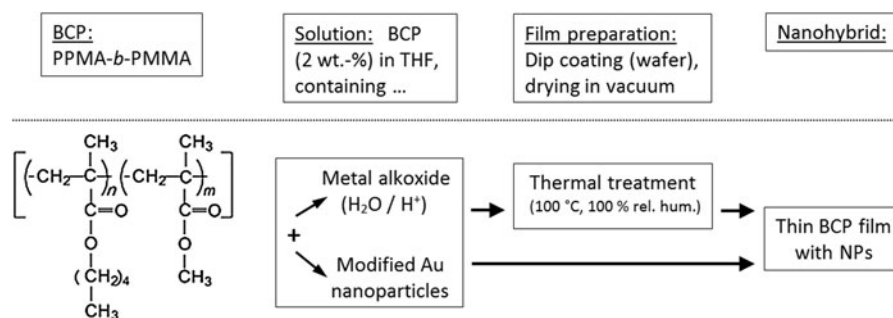 BCP:
PPMA-b-PMMA
Solution: BCP
(2 wt.-%) in THF,
containing ...
Film preparation:
Dip coating (wafer),
drying in vacuum
Nanohybrid:
CH₃ CH₃
[(-CH₂-C-)n(-CH₂-C-)m]
C=O C=O
O O
(CH₂)₄ CH₃
CH₃
+
Metal alkoxide
(H₂O / H⁺)
Modified Au
nanoparticles
Thermal treatment
(100 °C, 100 % rel. hum.)
Thin BCP film
with NPs